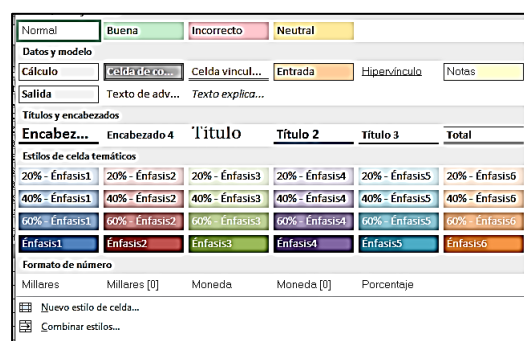 Normal Buena Incorrecto Neutral
Datos y modelo
Cálculo Celda de co... Celda vincul... Entrada Hipervínculo Notas
Salida Texto de adv... Texto explica...
Títulos y encabezados
Encabez... Encabezado 4 Título Título 2 Título 3 Total
Estilos de celda temáticos
20% - Énfasis1 20% - Énfasis2 20% - Énfasis3 20% - Énfasis4 20% - Énfasis5 20% - Énfasis6
40% - Énfasis1 40% - Énfasis2 40% - Énfasis3 40% - Énfasis4 40% - Énfasis5 40% - Énfasis6
60% - Énfasis1 60% - Énfasis2 60% - Énfasis3 60% - Énfasis4 60% - Énfasis5 60% - Énfasis6
Énfasis1 Énfasis2 Énfasis3 Énfasis4 Énfasis5 Énfasis6
Formato de número
Millares Millares [0] Moneda Moneda [0] Porcentaje
Nuevo estilo de celda...
Combinar estilos...